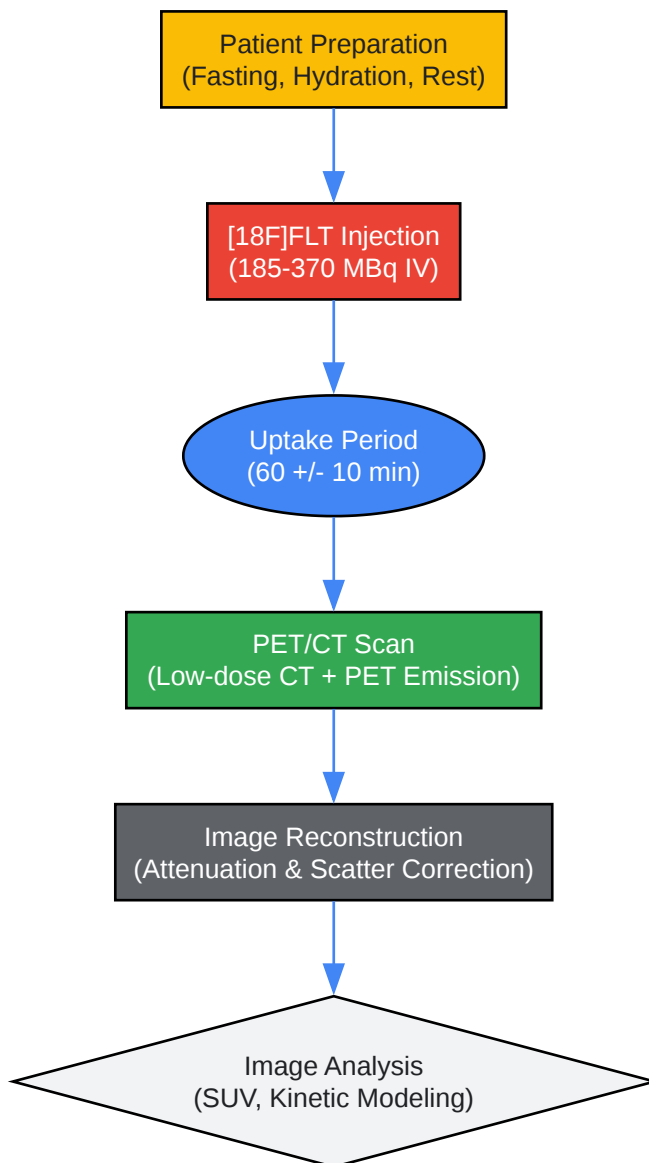 Patient Preparation
(Fasting, Hydration, Rest)
[18F]FLT Injection
(185-370 MBq IV)
Uptake Period
(60 +/- 10 min)
PET/CT Scan
(Low-dose CT + PET Emission)
Image Reconstruction
(Attenuation & Scatter Correction)
Image Analysis
(SUV, Kinetic Modeling)